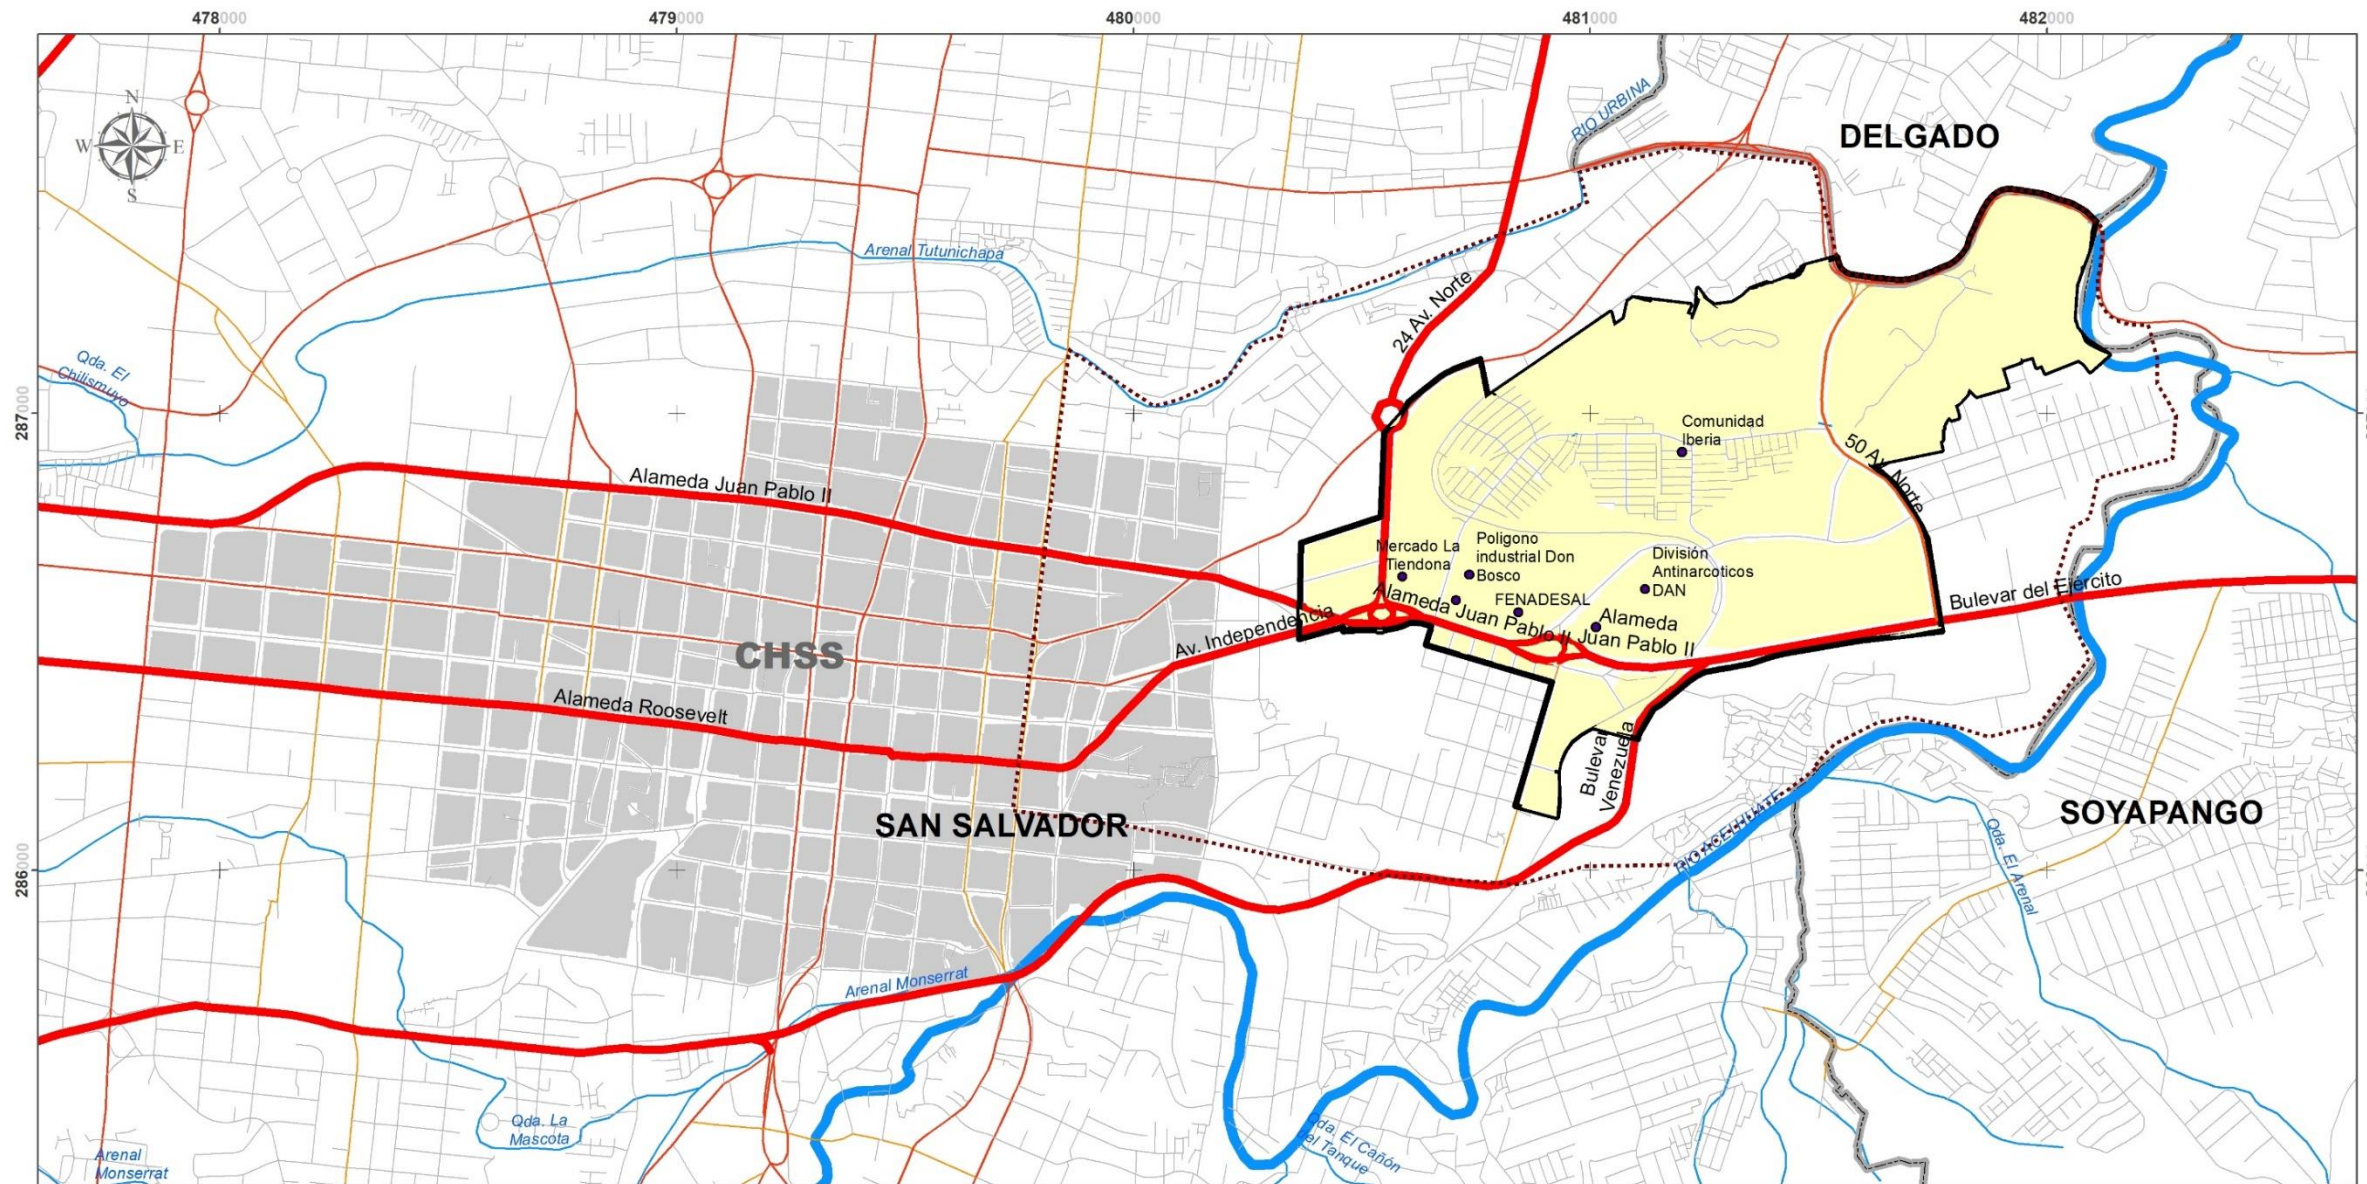 478000
479000
480000
481000
482000
N
W
E
S
RIO URBINA
DELGADO
Arenal Tutunichapa
24 Av. Norte
Qda. El
Chilismuyo
287000
Comunidad
Iberia
50 Av. Norte
Alameda Juan Pablo II
Mercado La
Tiendona
Poligono
industrial Don
Bosco
División
Antinarcoticos
DAN
FENADESAL
Alameda Juan Pablo II
Alameda
Juan Pablo II
Bulevar del Ejército
Av. Independencia
CHSS
Alameda Roosevelt
Bulevar
Venezuela
SAN SALVADOR
SOYAPANGO
RIO ACELHUATE
Qda. El Arenal
286000
Arenal Monserrat
Qda. La
Mascota
Qda. El Cañón
del Tanque
Arenal
Monserrat